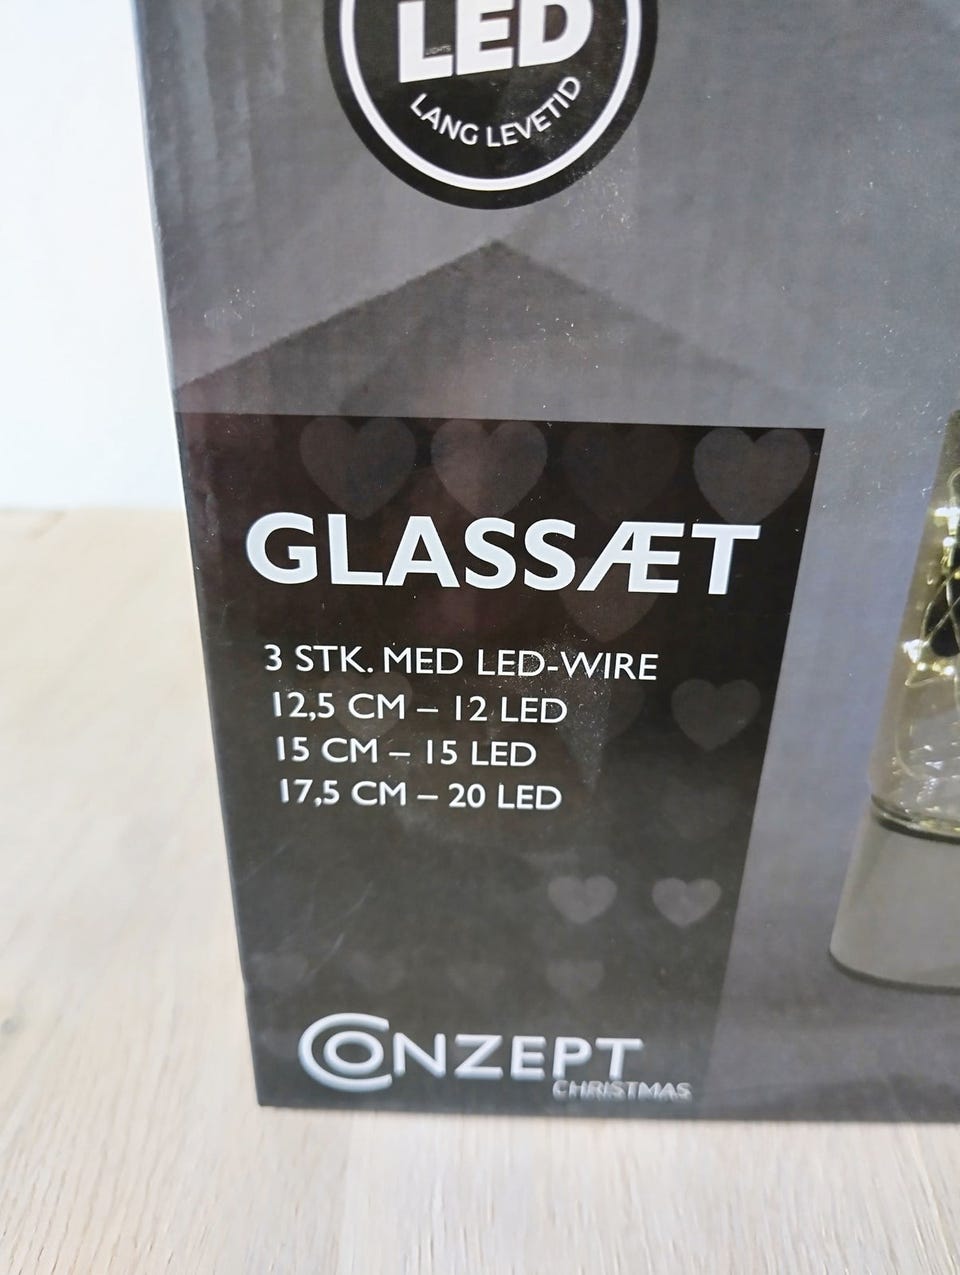 LIGHTS
LED
LANG LEVETID
GLASSÆT
3 STK. MED LED-WIRE
12,5 CM – 12 LED
15 CM – 15 LED
17,5 CM – 20 LED
CONZEPT
CHRISTMAS